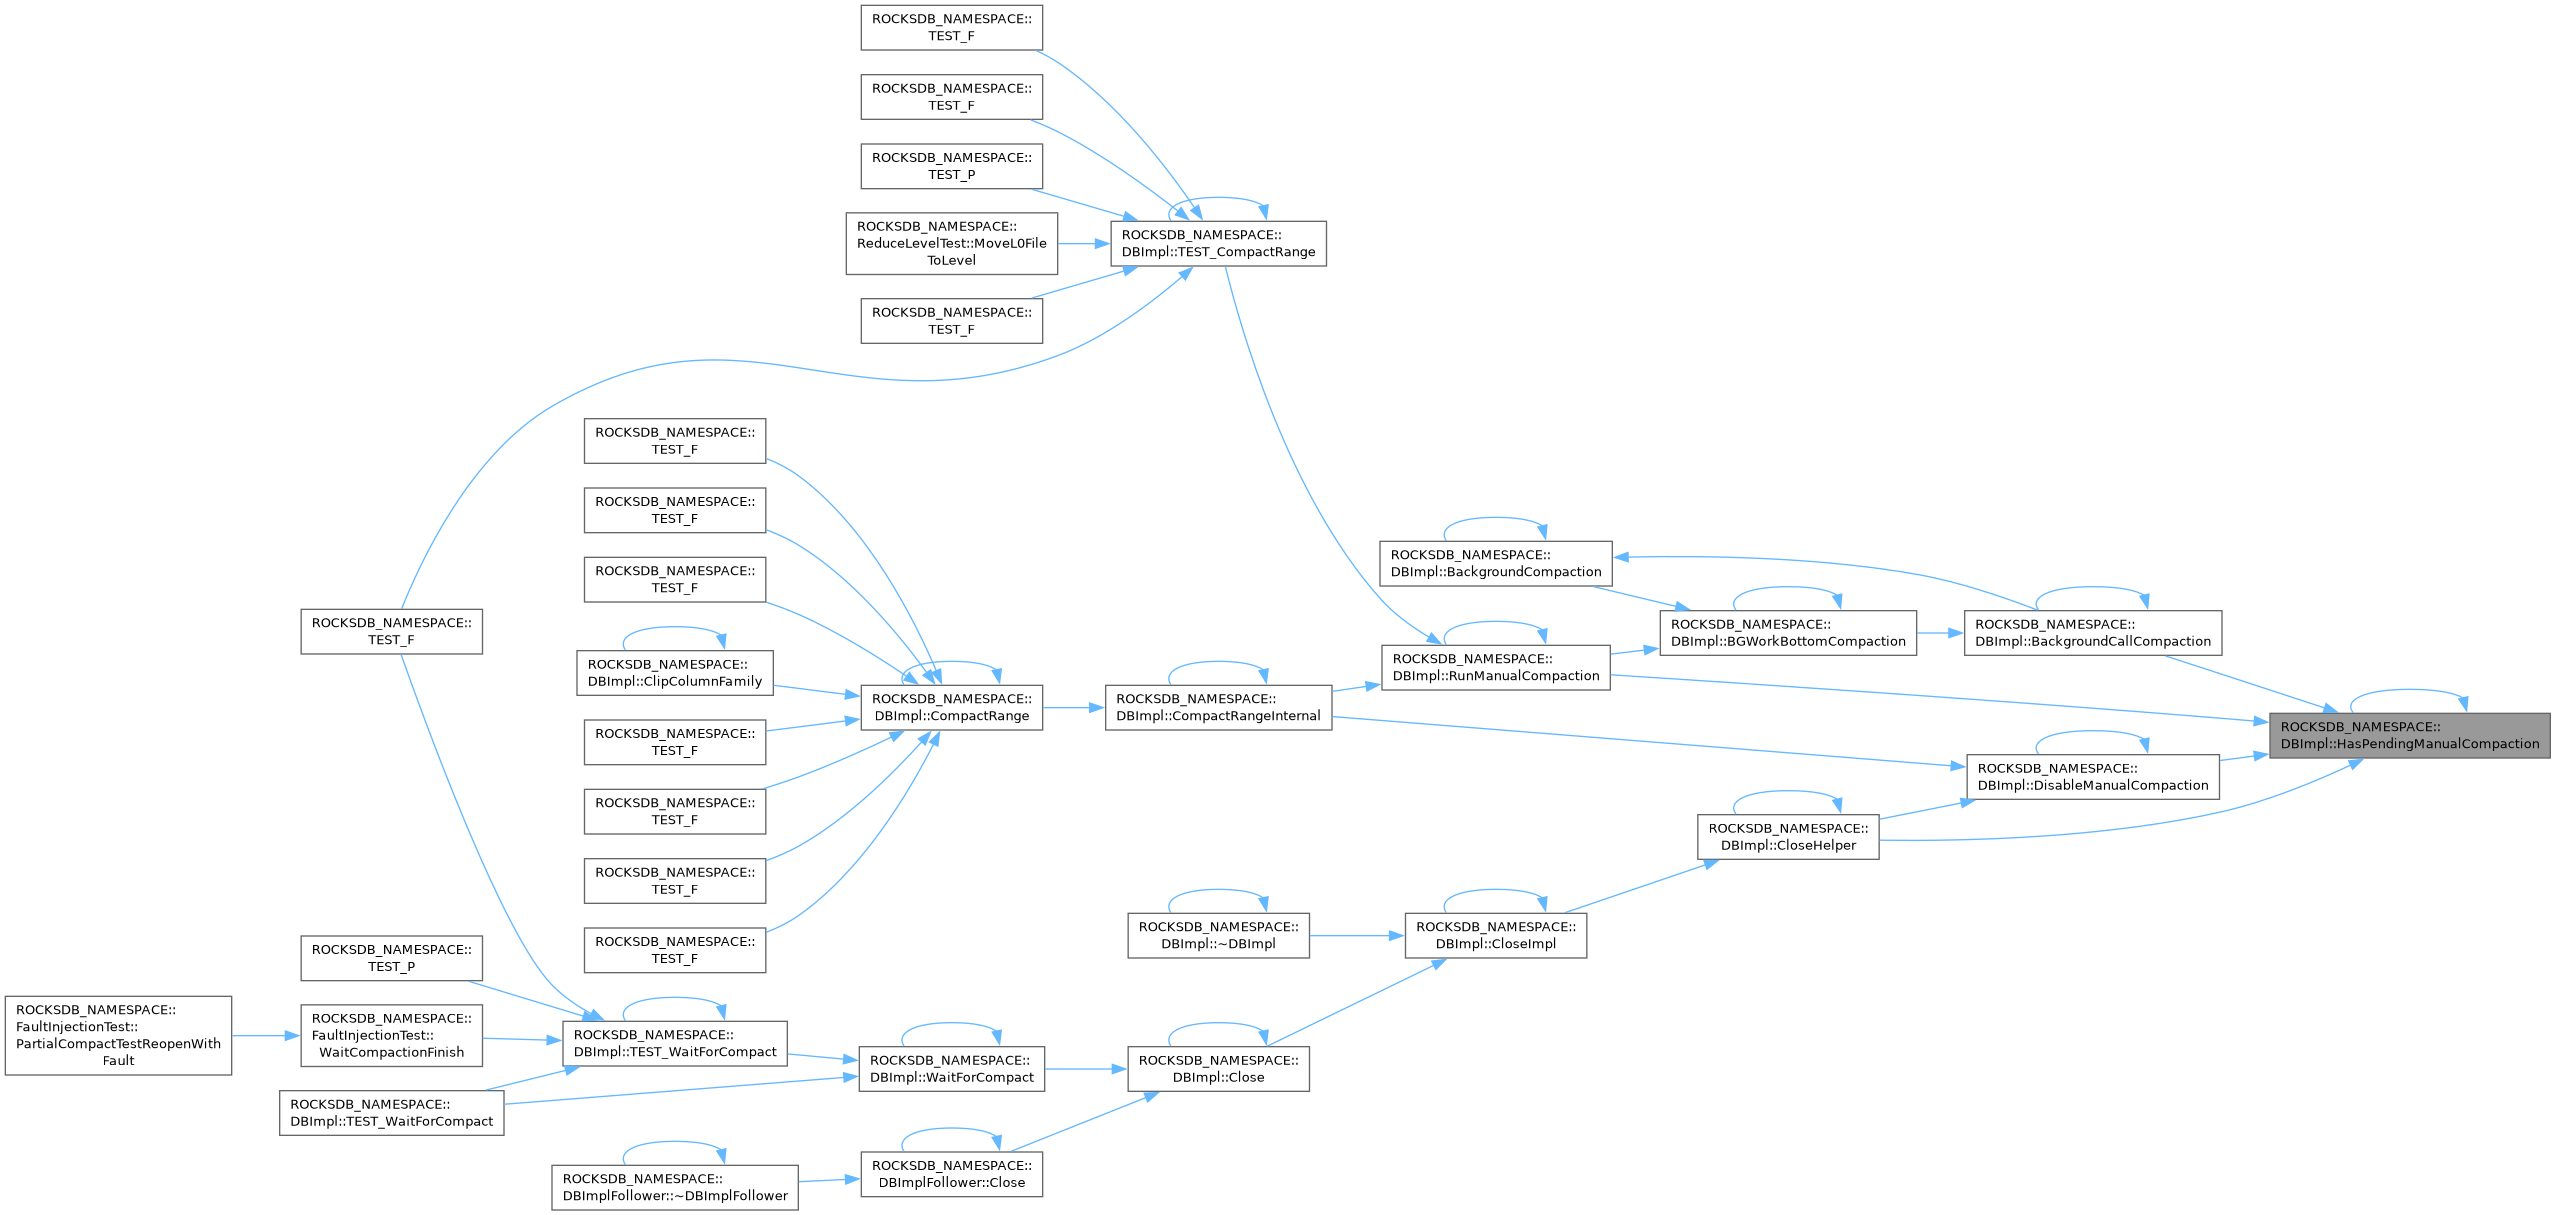 ROCKSDB_NAMESPACE::
TEST_F
ROCKSDB_NAMESPACE::
TEST_F
ROCKSDB_NAMESPACE::
TEST_P
ROCKSDB_NAMESPACE::
ReduceLevelTest::MoveL0File
ToLevel
ROCKSDB_NAMESPACE::
DBImpl::TEST_CompactRange
ROCKSDB_NAMESPACE::
TEST_F
ROCKSDB_NAMESPACE::
TEST_F
ROCKSDB_NAMESPACE::
TEST_F
ROCKSDB_NAMESPACE::
TEST_F
ROCKSDB_NAMESPACE::
DBImpl::BackgroundCompaction
ROCKSDB_NAMESPACE::
TEST_F
ROCKSDB_NAMESPACE::
DBImpl::BGWorkBottomCompaction
ROCKSDB_NAMESPACE::
DBImpl::BackgroundCallCompaction
ROCKSDB_NAMESPACE::
DBImpl::ClipColumnFamily
ROCKSDB_NAMESPACE::
DBImpl::RunManualCompaction
ROCKSDB_NAMESPACE::
DBImpl::CompactRange
ROCKSDB_NAMESPACE::
DBImpl::CompactRangeInternal
ROCKSDB_NAMESPACE::
DBImpl::HasPendingManualCompaction
ROCKSDB_NAMESPACE::
TEST_F
ROCKSDB_NAMESPACE::
DBImpl::DisableManualCompaction
ROCKSDB_NAMESPACE::
TEST_F
ROCKSDB_NAMESPACE::
DBImpl::CloseHelper
ROCKSDB_NAMESPACE::
TEST_F
ROCKSDB_NAMESPACE::
TEST_F
ROCKSDB_NAMESPACE::
DBImpl::~DBImpl
ROCKSDB_NAMESPACE::
DBImpl::CloseImpl
ROCKSDB_NAMESPACE::
TEST_P
ROCKSDB_NAMESPACE::
FaultInjectionTest::
PartialCompactTestReopenWith
Fault
ROCKSDB_NAMESPACE::
FaultInjectionTest::
WaitCompactionFinish
ROCKSDB_NAMESPACE::
DBImpl::TEST_WaitForCompact
ROCKSDB_NAMESPACE::
DBImpl::WaitForCompact
ROCKSDB_NAMESPACE::
DBImpl::Close
ROCKSDB_NAMESPACE::
DBImpl::TEST_WaitForCompact
ROCKSDB_NAMESPACE::
DBImplFollower::~DBImplFollower
ROCKSDB_NAMESPACE::
DBImplFollower::Close